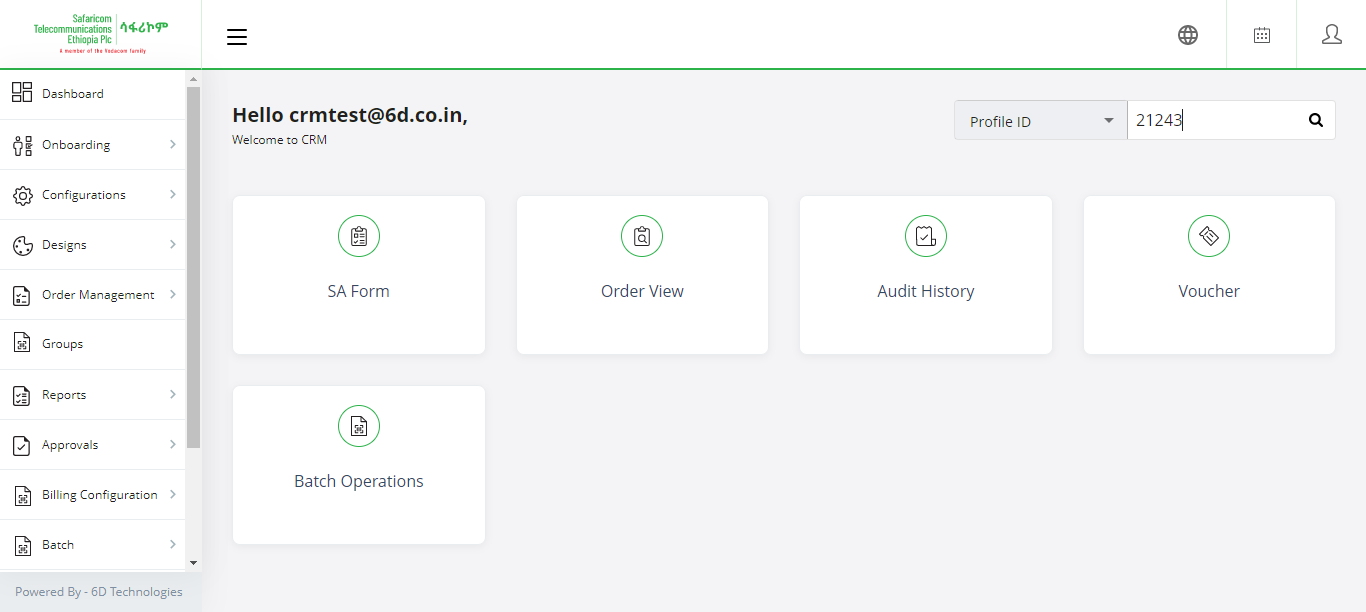 Safaricom
Telecommunications
Ethiopia Plc
ሳፋሪኮም
A member of the Vodacom family
Dashboard
Onboarding
Configurations
Designs
Order Management
Groups
Reports
Approvals
Billing Configuration
Batch
Powered By - 6D Technologies
Hello crmtest@6d.co.in,
Welcome to CRM
Profile ID
21243
SA Form
Order View
Audit History
Voucher
Batch Operations